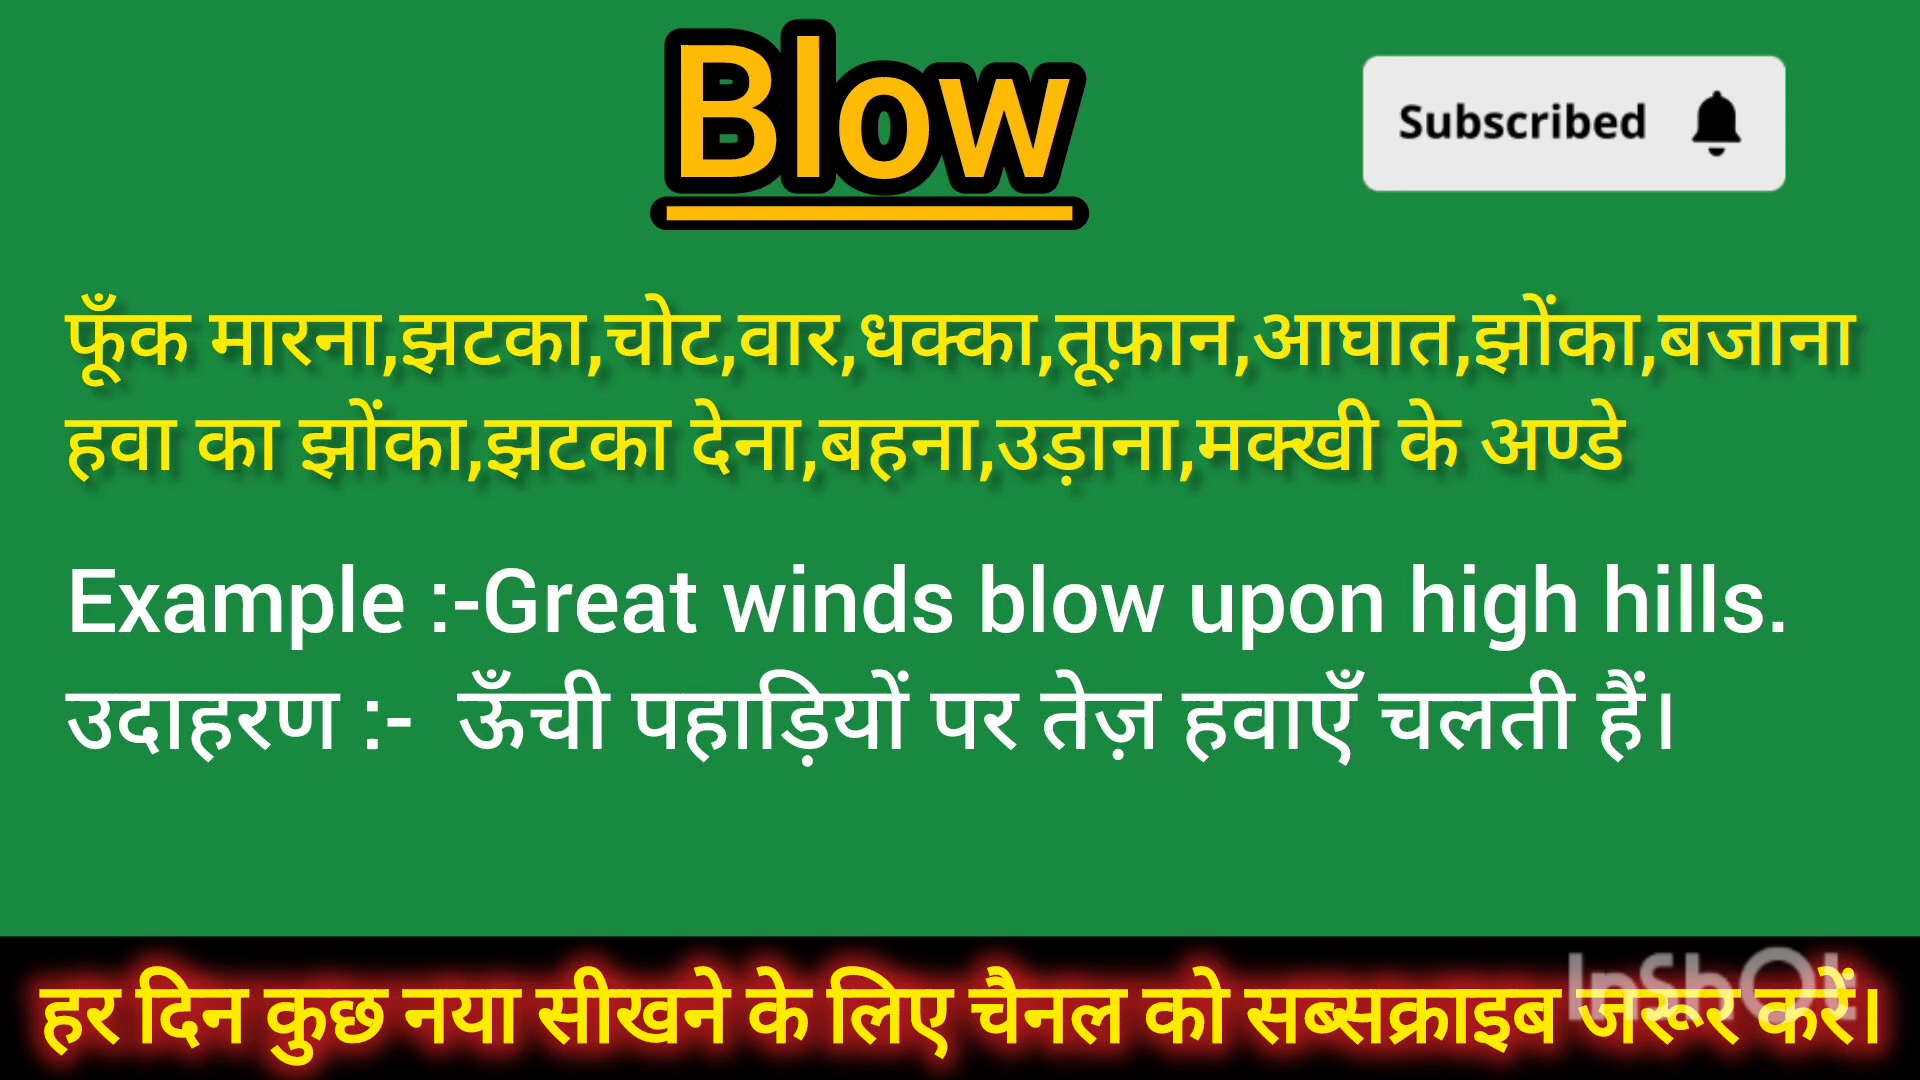 Blow
Subscribed
फूँक मारना,झटका,चोट,वार,धक्का,तूफ़ान,आघात,झोंका,बजाना
हवा का झोंका,झटका देना,बहना,उड़ाना,मक्खी के अण्डे
Example :-Great winds blow upon high hills.
उदाहरण :- ऊँची पहाड़ियों पर तेज़ हवाएँ चलती हैं।
हर दिन कुछ नया सीखने के लिए चैनल को सब्सक्राइब जरूर करें।
InShOt